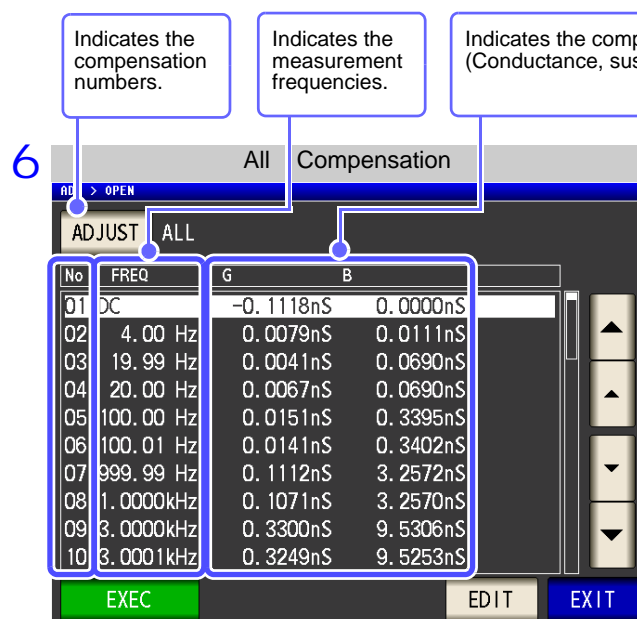 Indicates the
compensation
numbers.
Indicates the
measurement
frequencies.
Indicates the
(Conductance,
6
All Compensation
> OPEN
ADJUST ALL
No FREQ G B
01 DC -0.1118nS 0.0000nS
02 4.00 Hz 0.0079nS 0.0111nS
03 19.99 Hz 0.0041nS 0.0690nS
04 20.00 Hz 0.0067nS 0.0690nS
05 100.00 Hz 0.0151nS 0.3395nS
06 100.01 Hz 0.0141nS 0.3402nS
07 999.99 Hz 0.1112nS 3.2572nS
08 1.0000kHz 0.1071nS 3.2570nS
09 3.0000kHz 0.3300nS 9.5306nS
10 3.0001kHz 0.3249nS 9.5253nS
EXEC EDIT EXIT